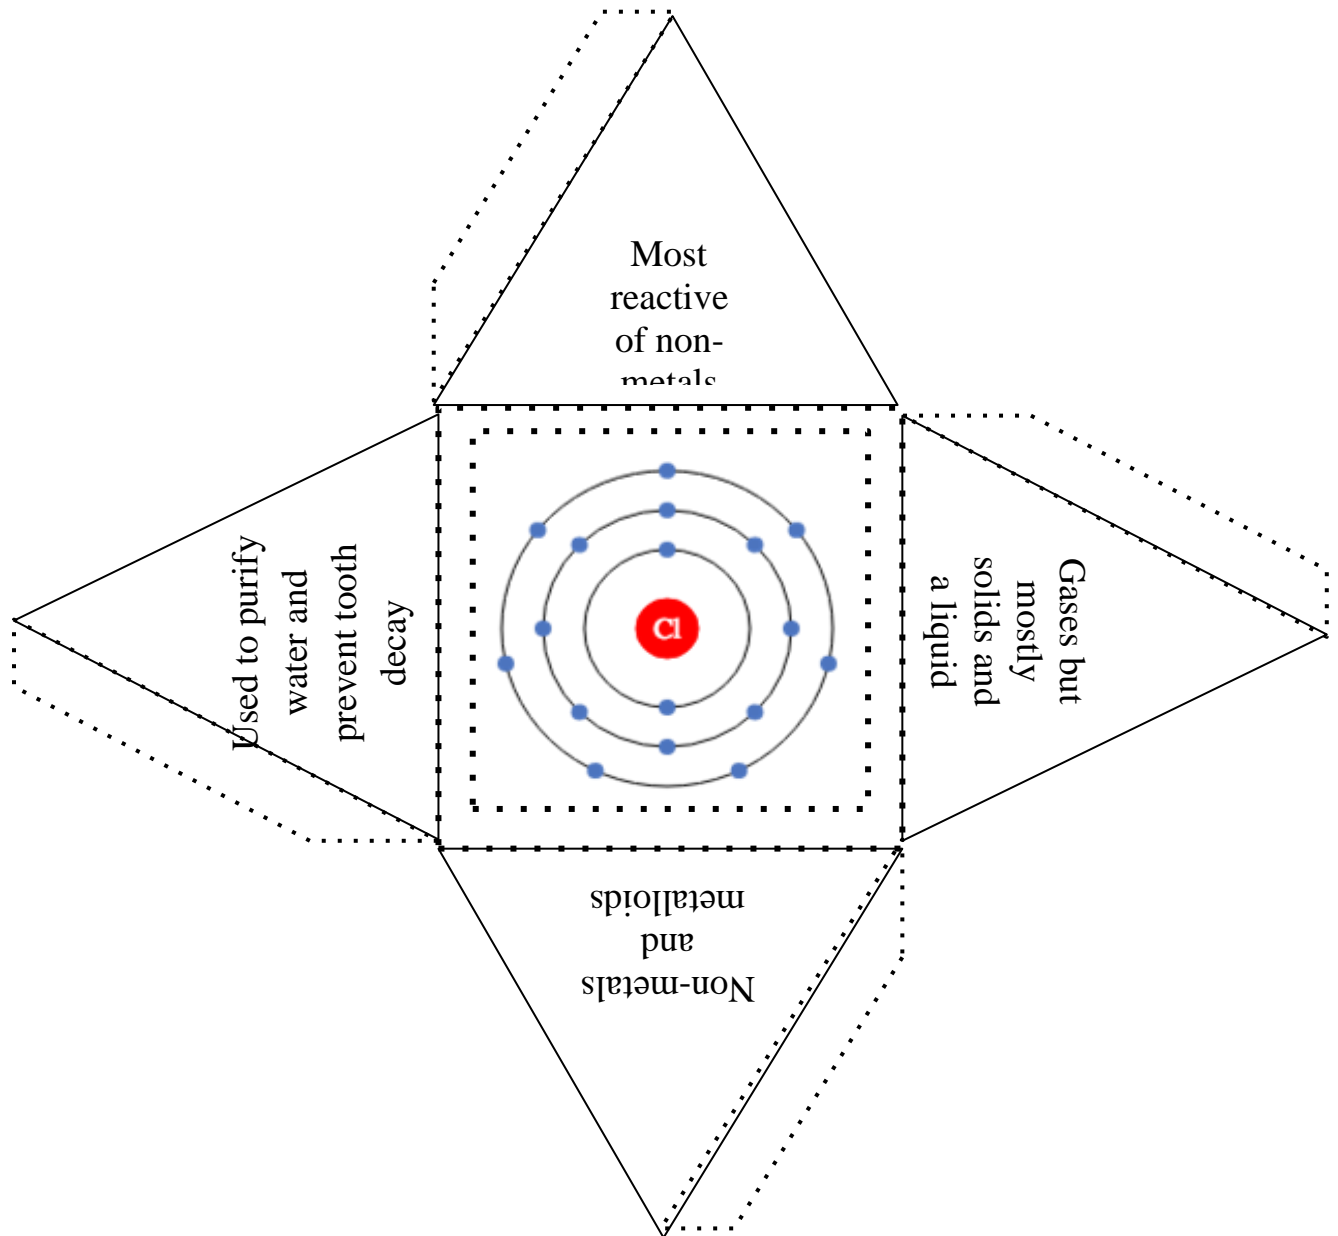 Most
reactive
of non-
metals
Used to purify
water and
prevent tooth
decay
Cl
Gases but
mostly
solids and
a liquid
Non-metals
and
metalloids